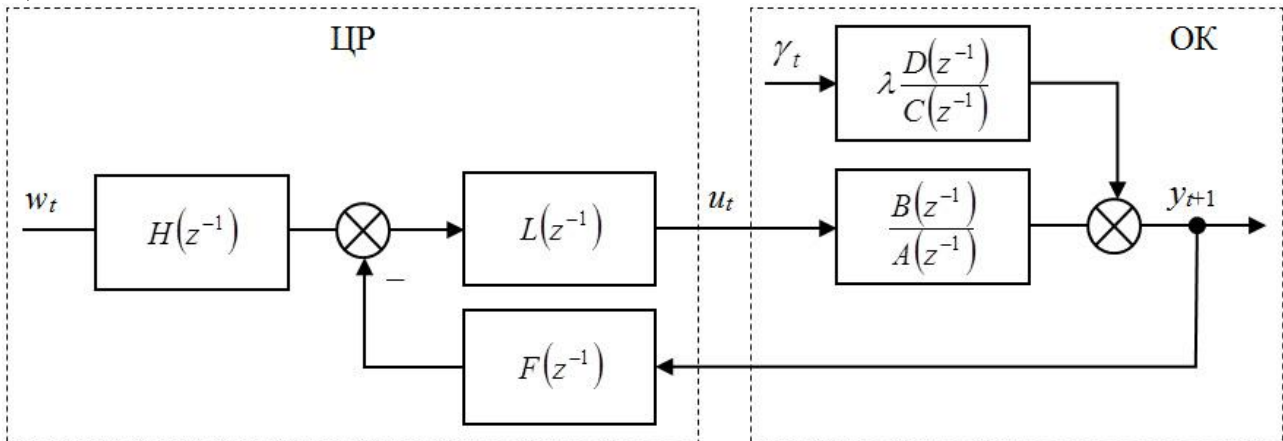 ЦР
ОК
γₜ
λ D(z⁻¹)/C(z⁻¹)
wₜ
H(z⁻¹)
L(z⁻¹)
uₜ
B(z⁻¹)/A(z⁻¹)
yₜ₊₁
–
F(z⁻¹)